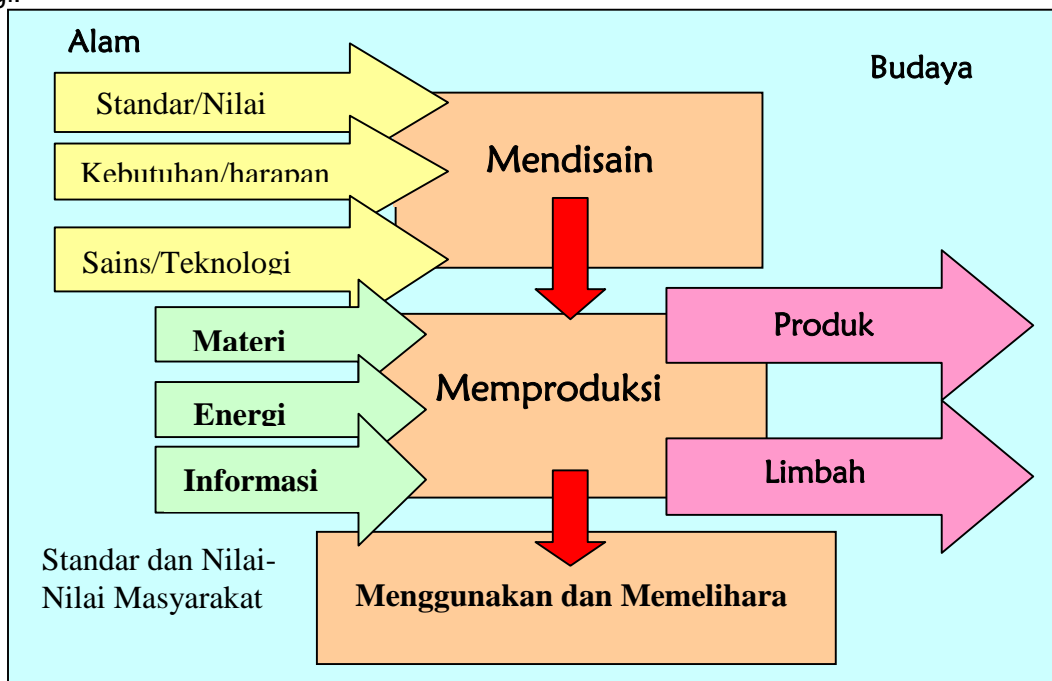 Alam
Budaya
Standar/Nilai
Mendisain
Kebutuhan/harapan
Sains/Teknologi
Produk
Materi
Memproduksi
Energi
Limbah
Informasi
Standar dan Nilai-
Nilai Masyarakat
Menggunakan dan Memelihara